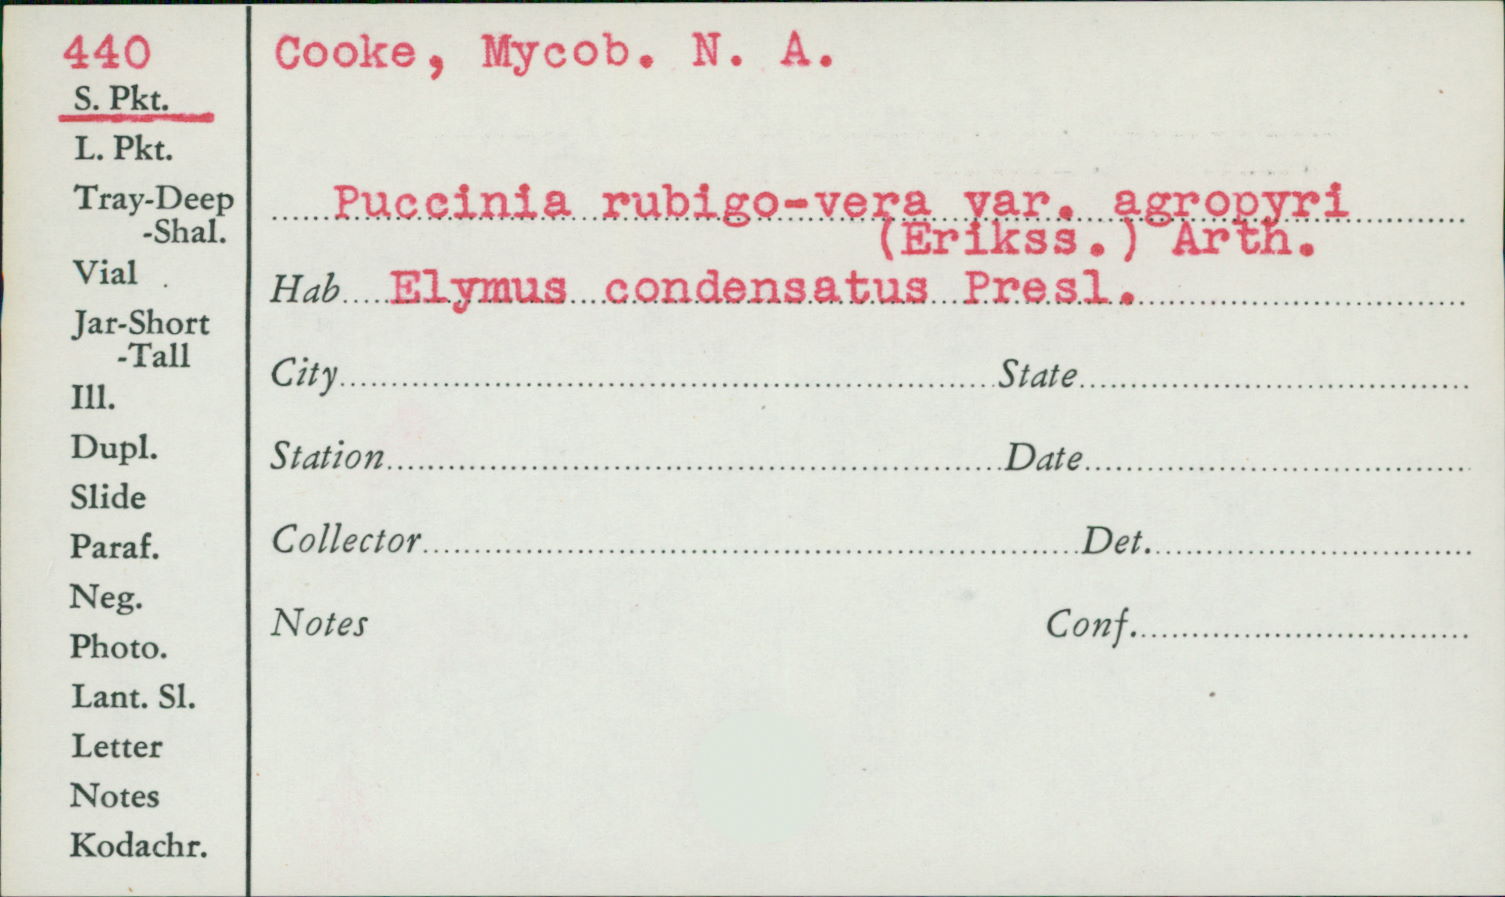 440
S. Pkt.
L. Pkt.
Tray-Deep
-Shal.
Vial
Jar-Short
-Tall
Ill.
Dupl.
Slide
Paraf.
Neg.
Photo.
Lant. Sl.
Letter
Notes
Kodachr.
Cooke, Mycob. N. A.
Puccinia rubigo-vera var. agropyri
(Erikss.) Arth.
Hab Elymus condensatus Presl.
City State
Station Date
Collector Det.
Notes Conf.